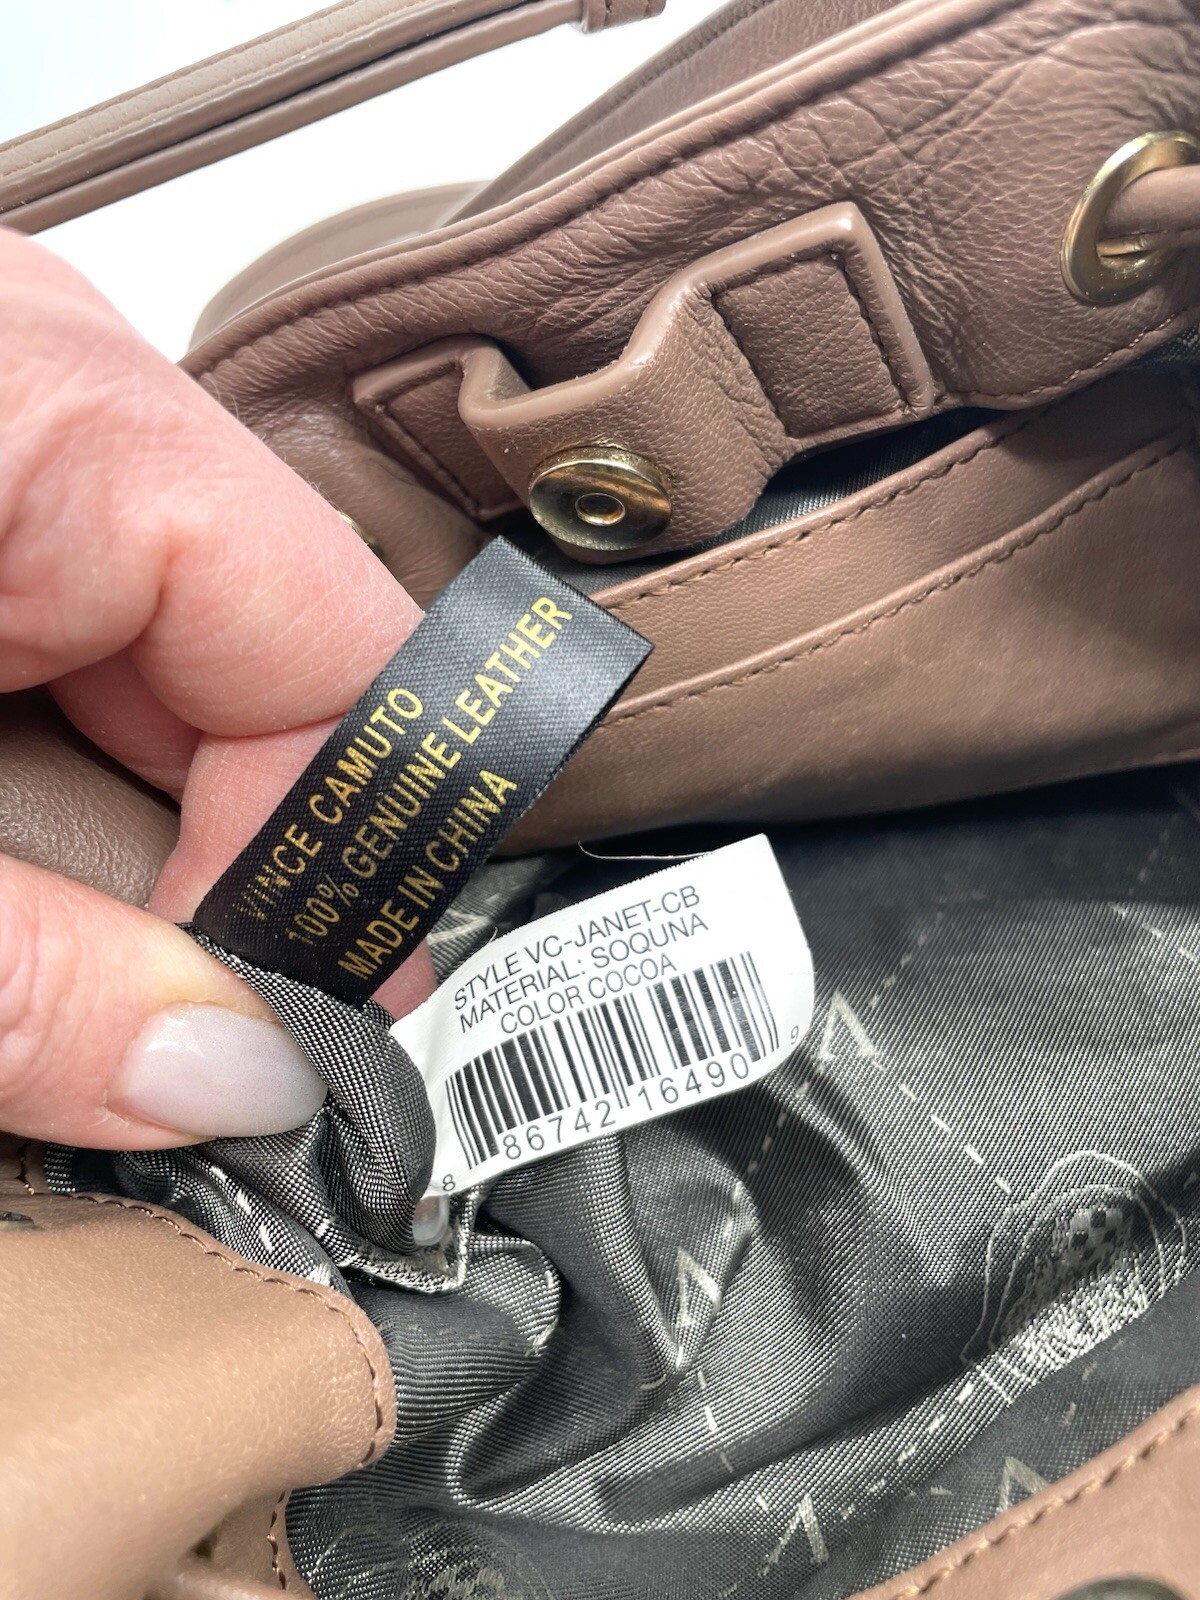 VINCE CAMUTO
100% GENUINE LEATHER
MADE IN CHINA
STYLE VC-JANET-CB
MATERIAL: SOQUNA
COLOR COCOA
8 86742 16490 9